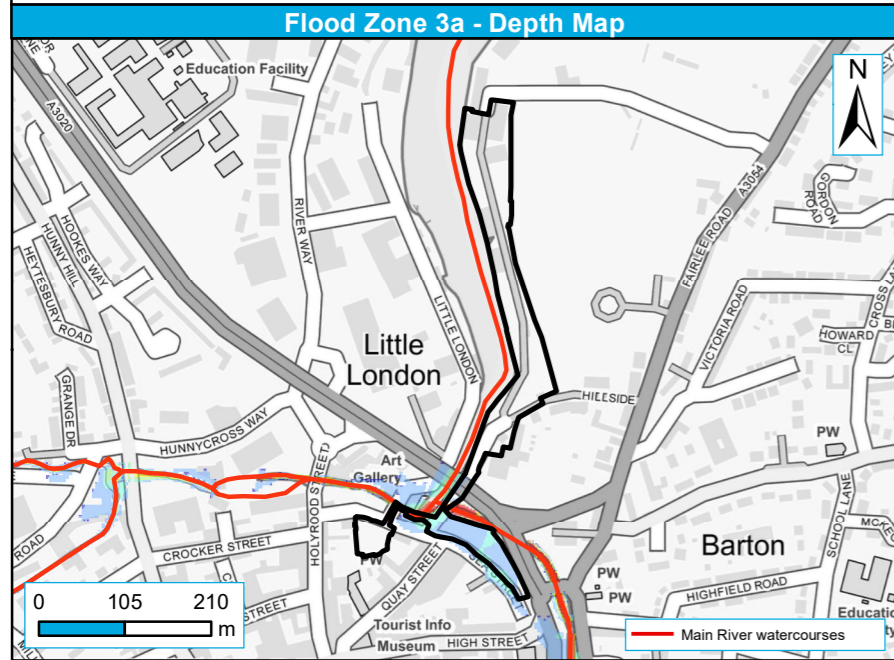 Flood Zone 3a - Depth Map
Education Facility
N
A3020
A3054
GORDON
ROAD
RIVER WAY
HOOKES WAY
HUNNY HILL
HEYTESBURY ROAD
FAIRLEE ROAD
LITTLE LONDON
VICTORIA ROAD
CROSS
HOWARD
CL
Little
London
GRANGE DR
HILLSIDE
HUNNYCROSS WAY
PW
Art
Gallery
HOLYROOD STREET
SCHOOL LANE
ROAD
CROCKER STREET
Barton
PW
QUAY STREET
PW
PW
HIGHFIELD ROAD
STREET
Tourist Info
Museum
HIGH STREET
0 105 210
m
Main River watercourses